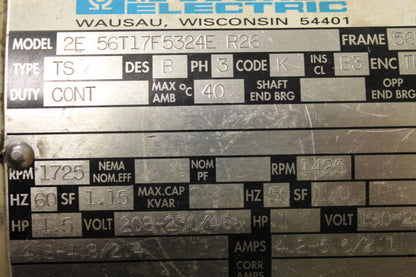 ELECTRIC
WAUSAU, WISCONSIN 54401
MODEL 2E 56T17F5324E R26 FRAME 56
TYPE TS DES B PH 3 CODE K INS CL B3 ENC
DUTY CONT MAX AMB °C 40 SHAFT END BRG OPP END
RPM 1725 NEMA NOM.EFF NOM PF RPM 1425
HZ 60 SF 1.15 MAX.CAP KVAR HZ 50 SF 1.0
HP 1.5 VOLT 208-230/460 HP 1 VOLT
AMPS
CORR AMPS